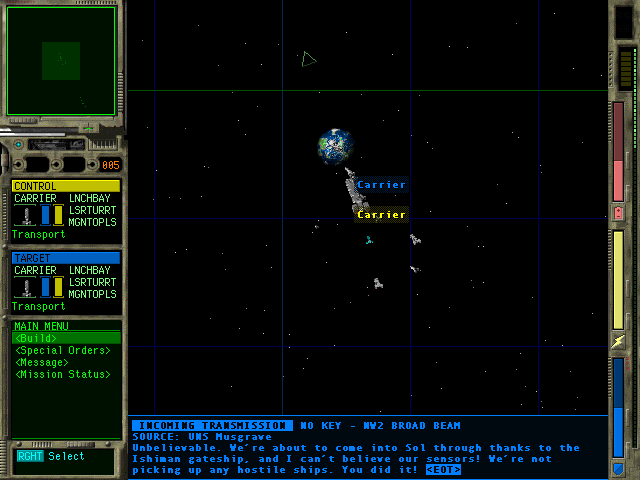 005
CONTROL
CARRIER LNCHBAY
LSRTURRT
MGNTOPLS
Transport
TARGET
CARRIER LNCHBAY
LSRTURRT
MGNTOPLS
Transport
MAIN MENU
<Build>
<Special Orders>
<Message>
<Mission Status>
RGHT Select
Carrier
Carrier
INCOMING TRANSMISSION NO KEY - NW2 BROAD BEAM
SOURCE: UNS Musgrave
Unbelievable. We're about to come into Sol through thanks to the
Ishiman gateship, and I can't believe our sensors! We're not
picking up any hostile ships. You did it! <EOT>